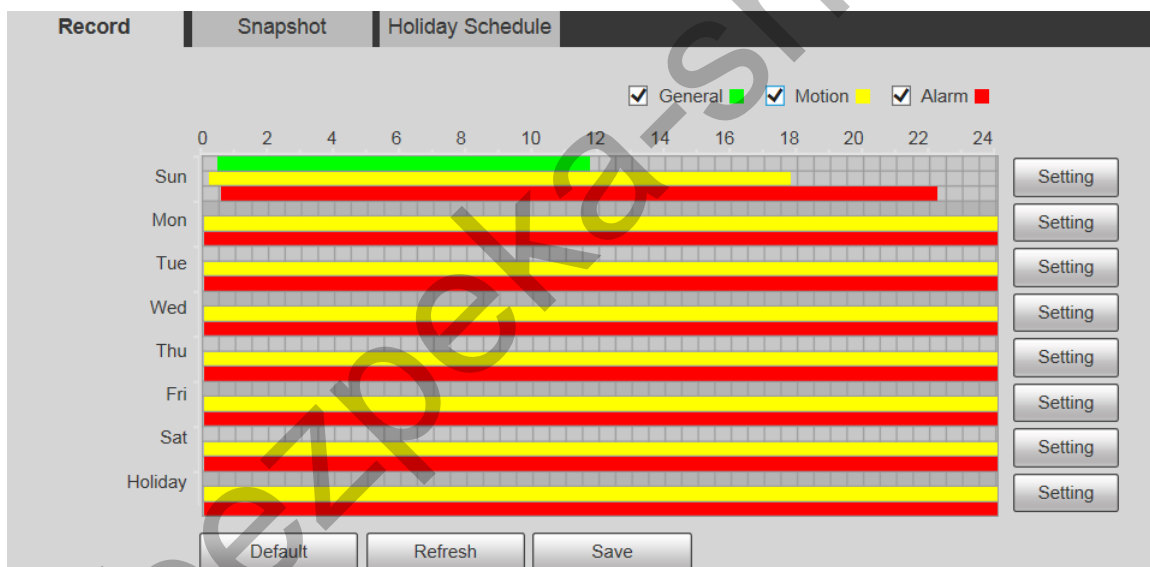 Record Snapshot Holiday Schedule
General Motion Alarm
0 2 4 6 8 10 12 14 16 18 20 22 24
Sun Setting
Mon Setting
Tue Setting
Wed Setting
Thu Setting
Fri Setting
Sat Setting
Holiday Setting
Default Refresh Save
ezpeka-sh